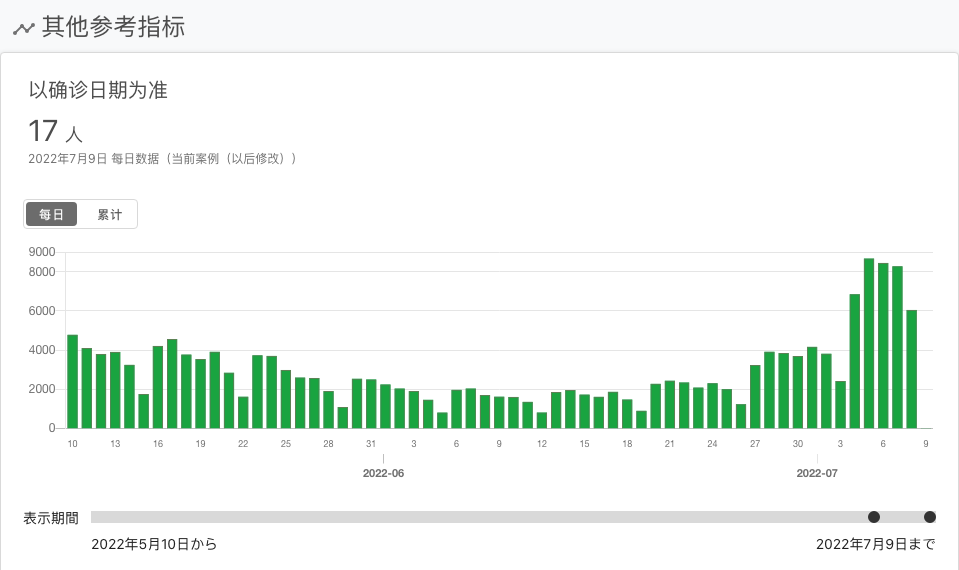 其他参考指标
以确诊日期为准
17 人
2022年7月9日 每日数据（当前案例（以后修改））
每日 累计
9000
8000
6000
4000
2000
0
10 13 16 19 22 25 28 31 3 6 9 12 15 18 21 24 27 30 3 6 9
2022-06 2022-07
表示期間
2022年5月10日から 2022年7月9日まで